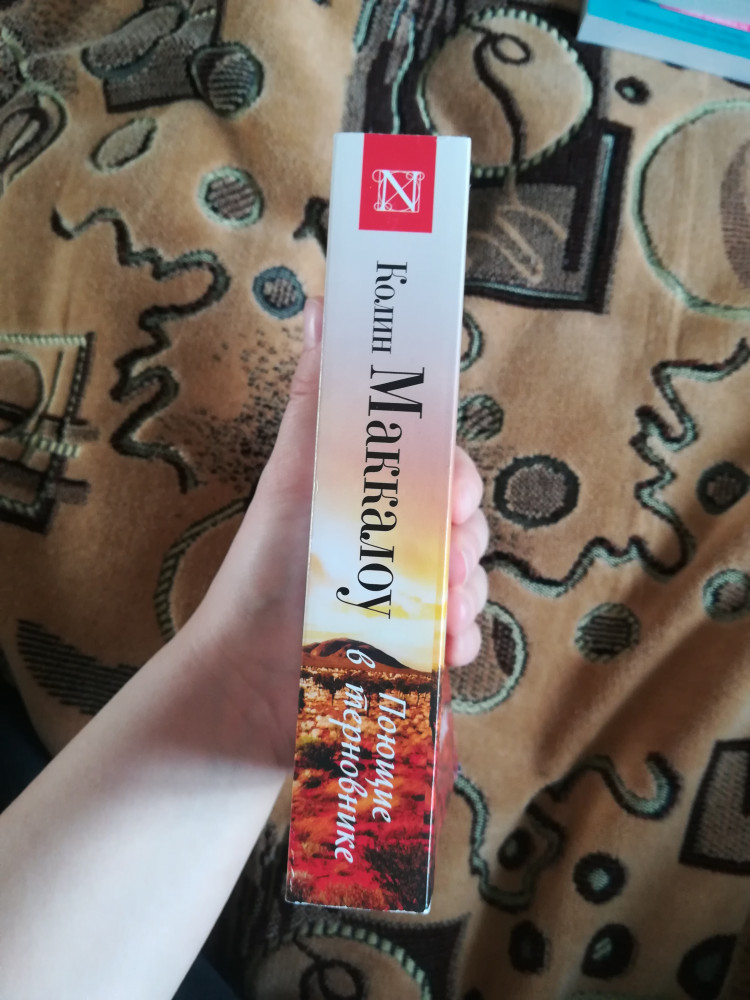 N
Колин Маккалоу
Поющие
в терновнике